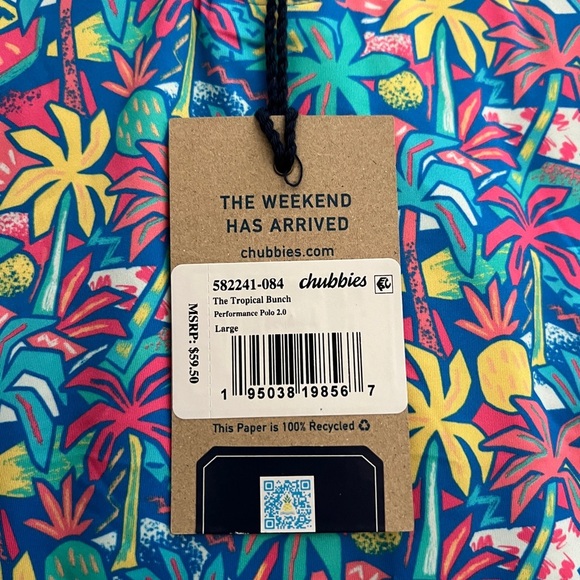 THE WEEKEND
HAS ARRIVED
chubbies.com
582241-084 chubbies
The Tropical Bunch
Performance Polo 2.0
Large
MSRP: $59.50
1 95038 19856 7
This Paper is 100% Recycled